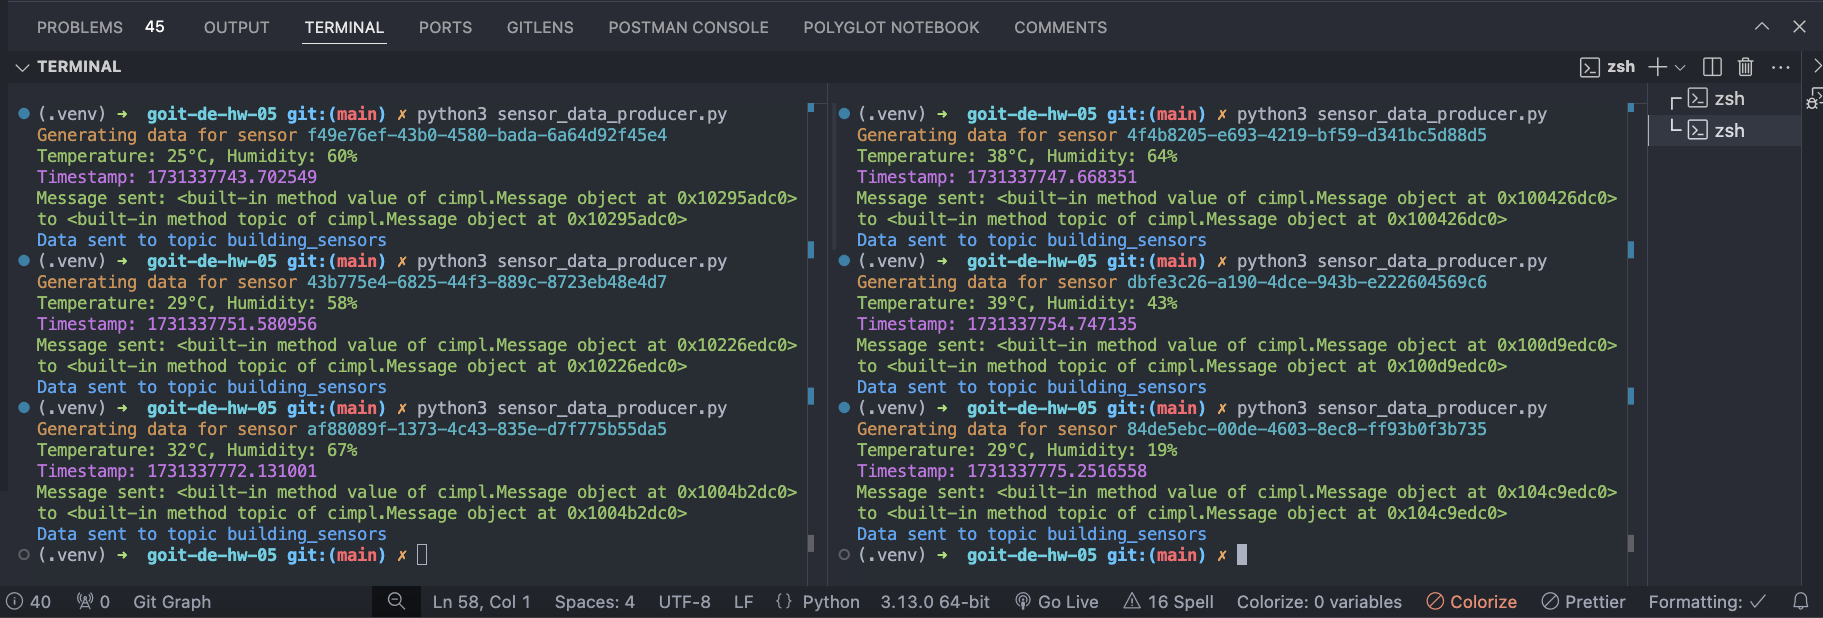 PROBLEMS 45 OUTPUT TERMINAL PORTS GITLENS POSTMAN CONSOLE POLYGLOT NOTEBOOK COMMENTS
TERMINAL
zsh
(.venv) → goit-de-hw-05 git:(main) ✗ python3 sensor_data_producer.py
Generating data for sensor f49e76ef-43b0-4580-bada-6a64d92f45e4
Temperature: 25°C, Humidity: 60%
Timestamp: 1731337743.702549
Message sent: <built-in method value of cimpl.Message object at 0x10295adc0>
to <built-in method topic of cimpl.Message object at 0x10295adc0>
Data sent to topic building_sensors
(.venv) → goit-de-hw-05 git:(main) ✗ python3 sensor_data_producer.py
Generating data for sensor 43b775e4-6825-44f3-889c-8723eb48e4d7
Temperature: 29°C, Humidity: 58%
Timestamp: 1731337751.580956
Message sent: <built-in method value of cimpl.Message object at 0x10226edc0>
to <built-in method topic of cimpl.Message object at 0x10226edc0>
Data sent to topic building_sensors
(.venv) → goit-de-hw-05 git:(main) ✗ python3 sensor_data_producer.py
Generating data for sensor af88089f-1373-4c43-835e-d7f775b55da5
Temperature: 32°C, Humidity: 67%
Timestamp: 1731337772.131001
Message sent: <built-in method value of cimpl.Message object at 0x1004b2dc0>
to <built-in method topic of cimpl.Message object at 0x1004b2dc0>
Data sent to topic building_sensors
(.venv) → goit-de-hw-05 git:(main) ✗
(.venv) → goit-de-hw-05 git:(main) ✗ python3 sensor_data_producer.py
Generating data for sensor 4f4b8205-e693-4219-bf59-d341bc5d88d5
Temperature: 38°C, Humidity: 64%
Timestamp: 1731337747.668351
Message sent: <built-in method value of cimpl.Message object at 0x100426dc0>
to <built-in method topic of cimpl.Message object at 0x100426dc0>
Data sent to topic building_sensors
(.venv) → goit-de-hw-05 git:(main) ✗ python3 sensor_data_producer.py
Generating data for sensor dbfe3c26-a190-4dce-943b-e222604569c6
Temperature: 39°C, Humidity: 43%
Timestamp: 1731337754.747135
Message sent: <built-in method value of cimpl.Message object at 0x100d9edc0>
to <built-in method topic of cimpl.Message object at 0x100d9edc0>
Data sent to topic building_sensors
(.venv) → goit-de-hw-05 git:(main) ✗ python3 sensor_data_producer.py
Generating data for sensor 84de5ebc-00de-4603-8ec8-ff93b0f3b735
Temperature: 29°C, Humidity: 19%
Timestamp: 1731337775.2516558
Message sent: <built-in method value of cimpl.Message object at 0x104c9edc0>
to <built-in method topic of cimpl.Message object at 0x104c9edc0>
Data sent to topic building_sensors
(.venv) → goit-de-hw-05 git:(main) ✗
zsh
zsh
40 0 Git Graph Ln 58, Col 1 Spaces: 4 UTF-8 LF {} Python 3.13.0 64-bit Go Live 16 Spell Colorize: 0 variables Colorize Prettier Formatting: ✓